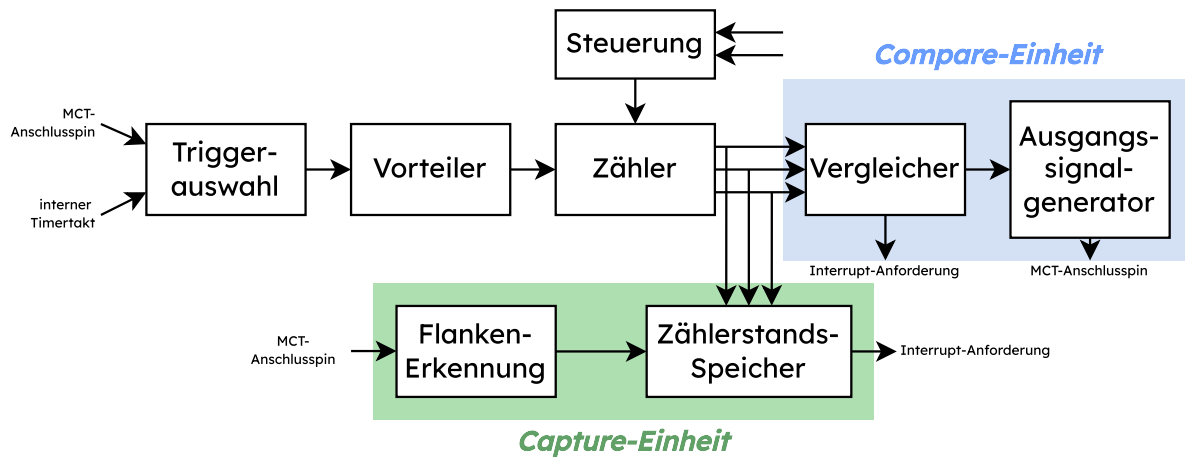 Steuerung
Compare-Einheit
MCT-
Anschlusspin
Trigger-
auswahl
Vorteiler
Zähler
Vergleicher
Ausgangs-
signal-
generator
interner
Timertakt
Interrupt-Anforderung
MCT-Anschlusspin
MCT-
Anschlusspin
Flanken-
Erkennung
Zählerstands-
Speicher
Interrupt-Anforderung
Capture-Einheit